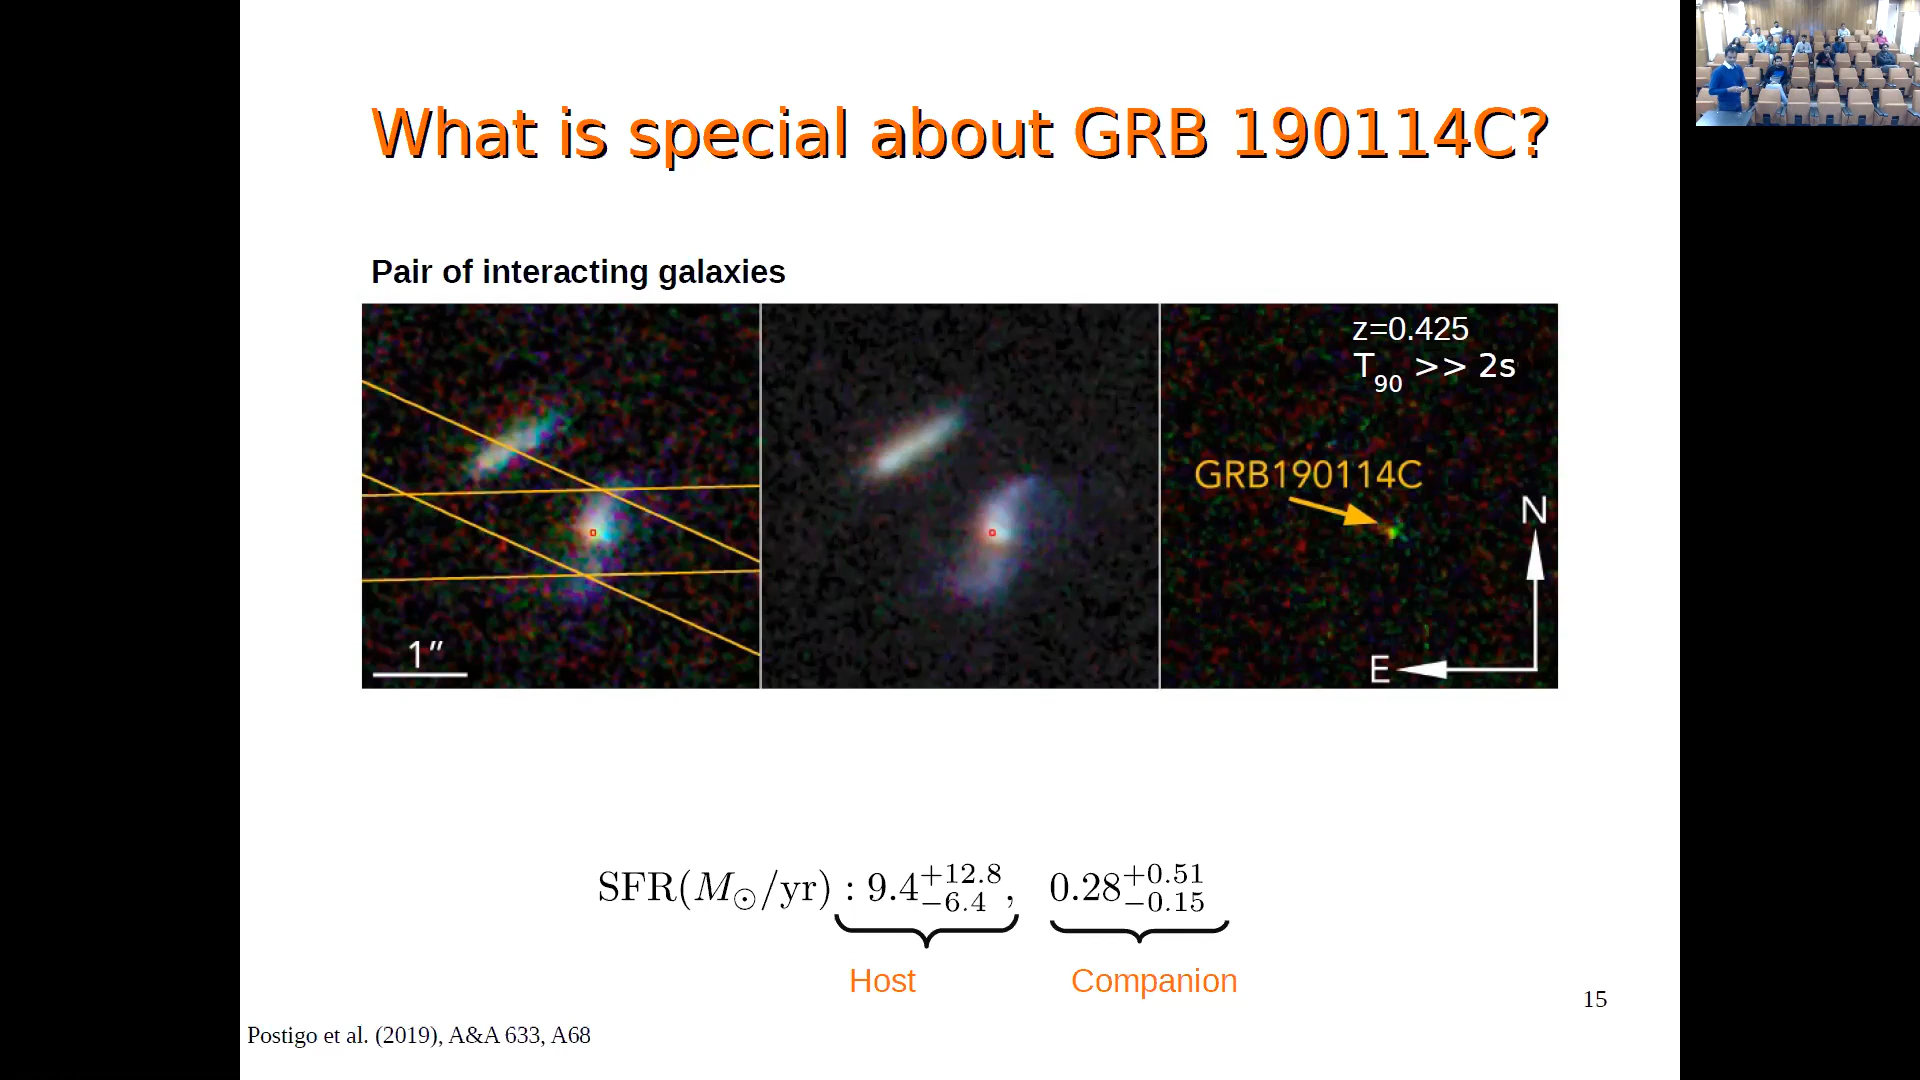 What is special about GRB 190114C?
Pair of interacting galaxies
z=0.425
T90 >> 2s
GRB190114C
N
E
1″
SFR(M⊙/yr) : 9.4+12.8−6.4, 0.28+0.51−0.15
Host Companion
15
Postigo et al. (2019), A&A 633, A68